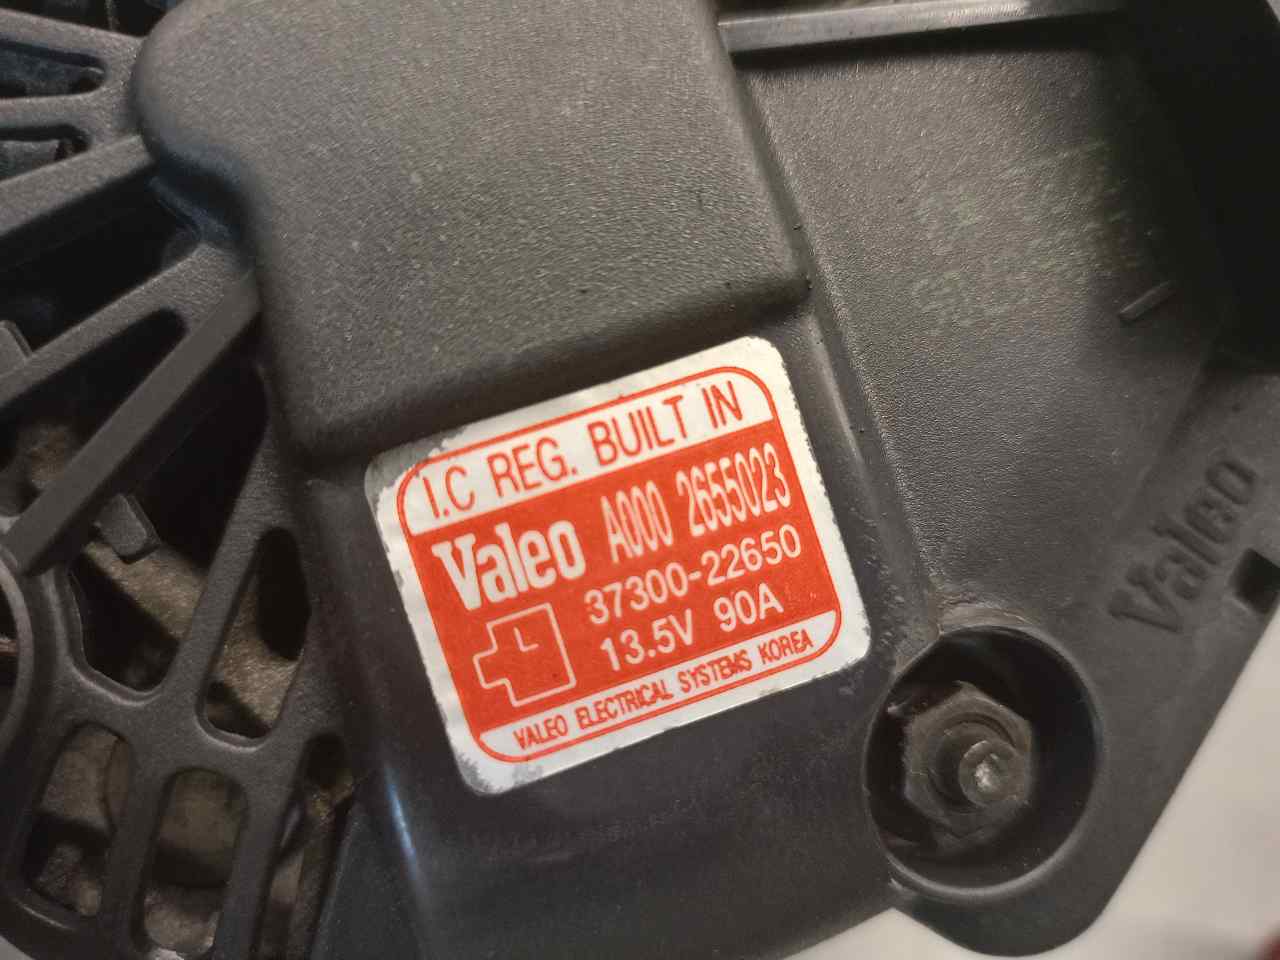 I.C REG. BUILT IN
Valeo A000 2655023
37300-22650
L 13.5V 90A
VALEO ELECTRICAL SYSTEMS KOREA
Valeo